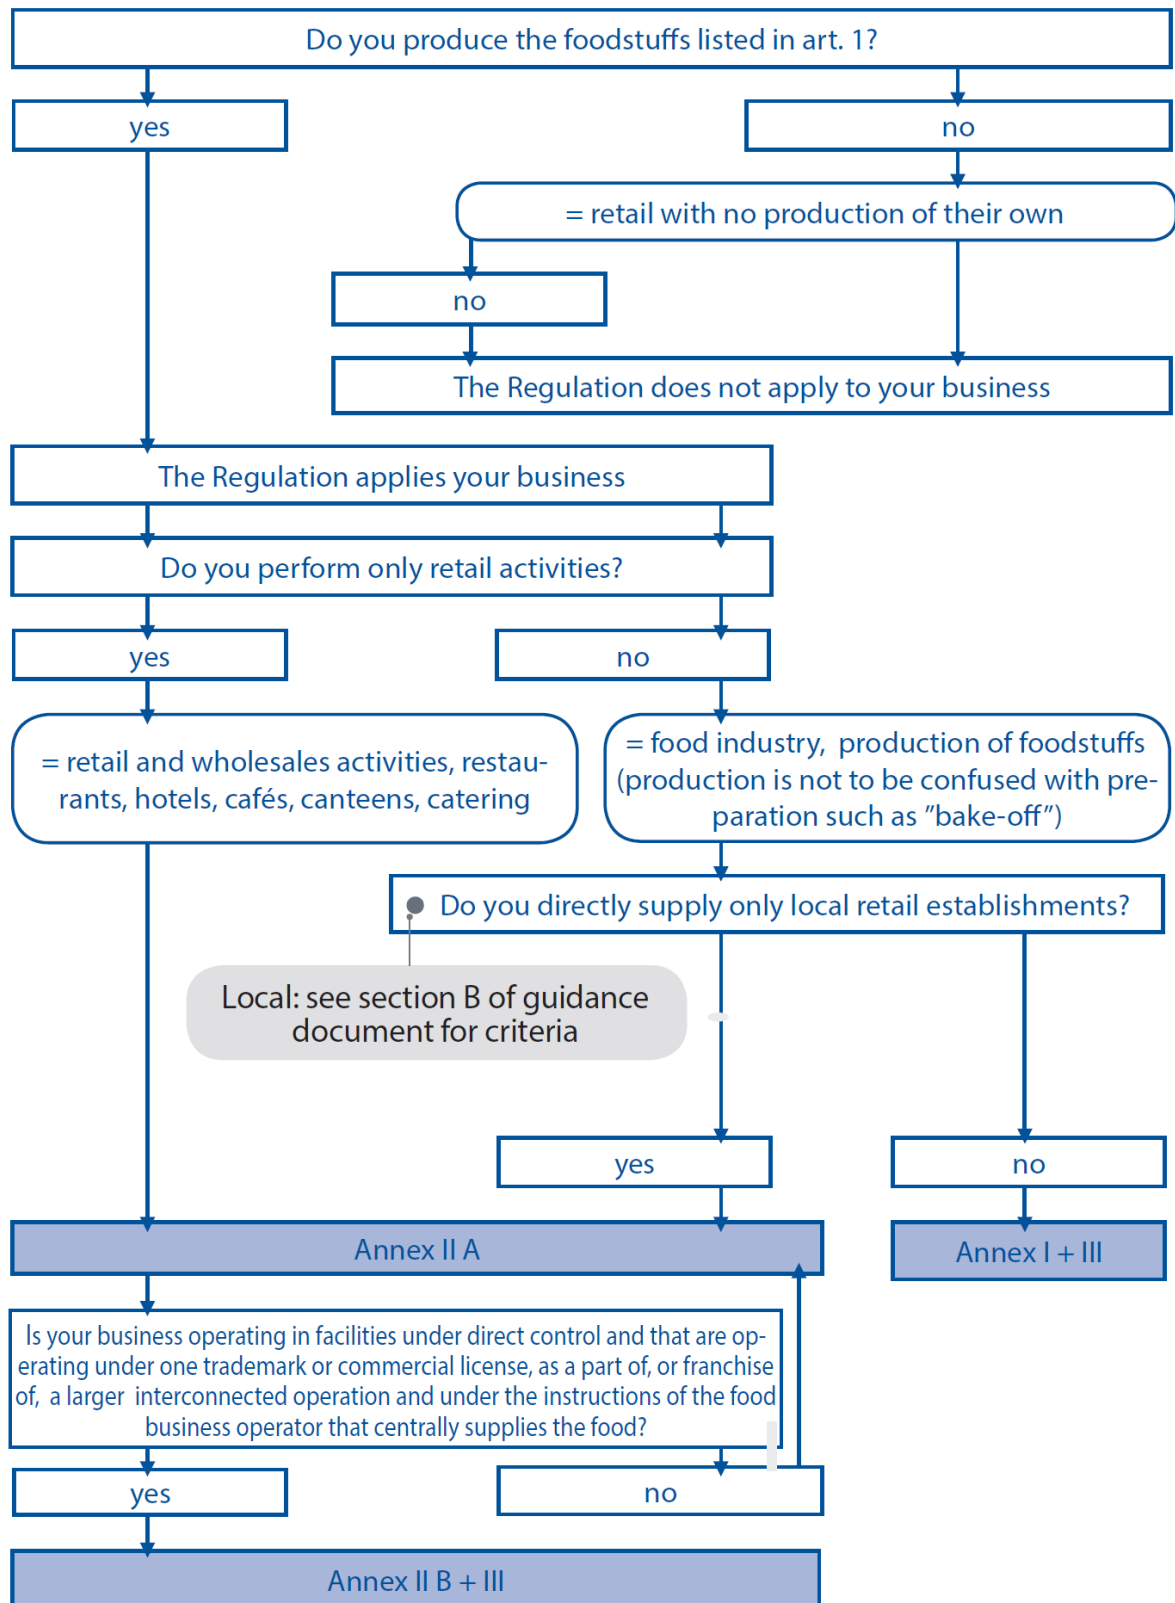 Do you produce the foodstuffs listed in art. 1?
yes
no
= retail with no production of their own
no
The Regulation does not apply to your business
The Regulation applies your business
Do you perform only retail activities?
yes
no
= retail and wholesales activities, restau-
rants, hotels, cafés, canteens, catering
= food industry, production of foodstuffs
(production is not to be confused with pre-
paration such as ”bake-off”)
Do you directly supply only local retail establishments?
Local: see section B of guidance
document for criteria
yes
no
Annex II A
Annex I + III
Is your business operating in facilities under direct control and that are op-
erating under one trademark or commercial license, as a part of, or franchise
of, a larger interconnected operation and under the instructions of the food
business operator that centrally supplies the food?
yes
no
Annex II B + III